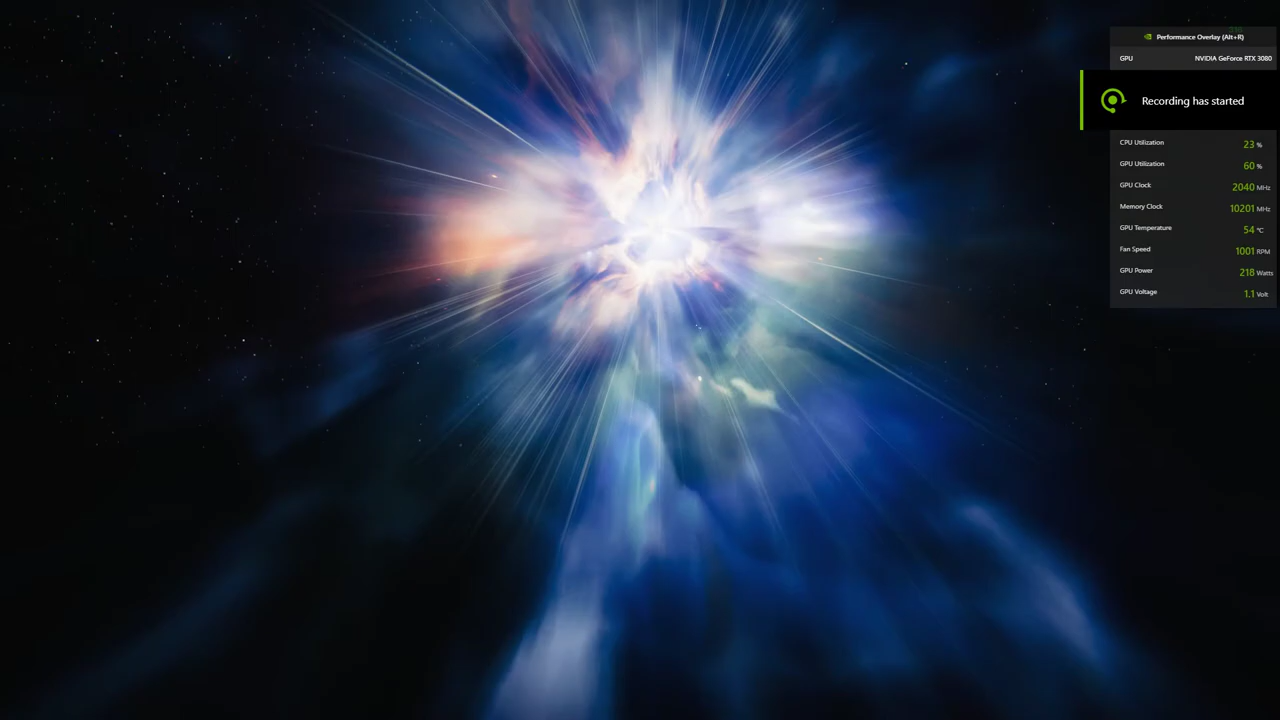 Performance Overlay (Alt+R)
GPU NVIDIA GeForce RTX 3080
Recording has started
CPU Utilization 23 %
GPU Utilization 60 %
GPU Clock 2040 MHz
Memory Clock 10201 MHz
GPU Temperature 54 °C
Fan Speed 1001 RPM
GPU Power 218 Watts
GPU Voltage 1.1 Volt